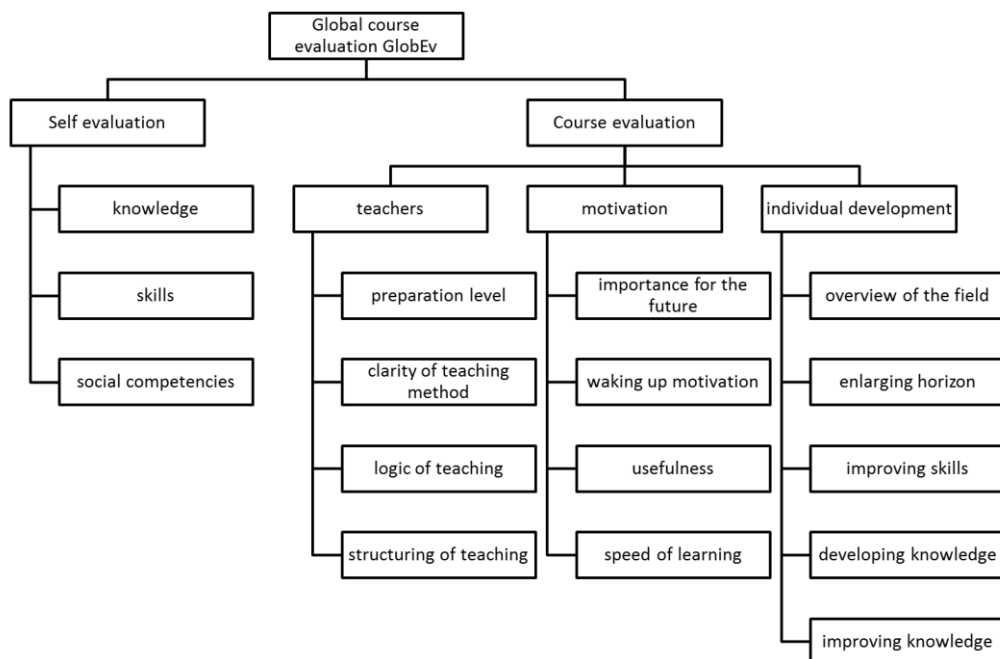 Global course
evaluation GlobEv
Self evaluation
Course evaluation
knowledge
skills
social competencies
teachers
preparation level
clarity of teaching
method
logic of teaching
structuring of teaching
motivation
importance for the
future
waking up motivation
usefulness
speed of learning
individual development
overview of the field
enlarging horizon
improving skills
developing knowledge
improving knowledge